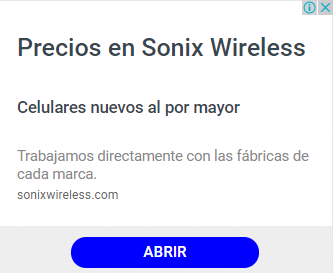 Precios en Sonix Wireless
Celulares nuevos al por mayor
Trabajamos directamente con las fábricas de
cada marca.
sonixwireless.com
ABRIR